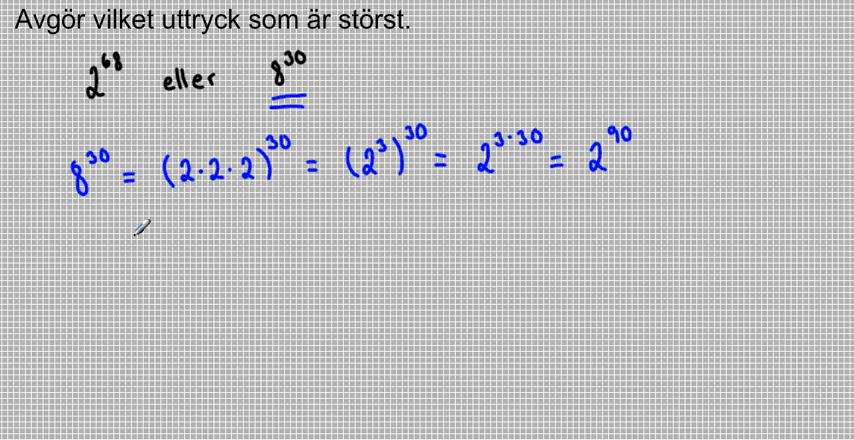 Avgör vilket uttryck som är störst.
2^68 eller 8^30
8^30 = (2·2·2)^30 = (2^3)^30 = 2^3·30 = 2^90